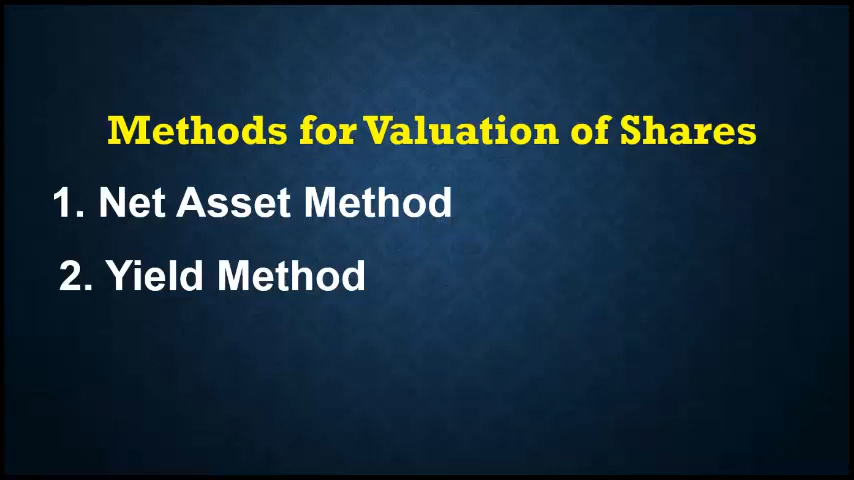 Methods for Valuation of Shares
1. Net Asset Method
2. Yield Method